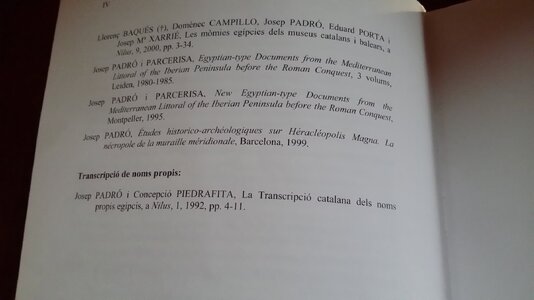 IV
Llorenç BAQUÉS (†), Domènec CAMPILLO, Josep PADRÓ, Eduard PORTA i
Josep Mª XARRIÉ, Les mòmies egípcies dels museus catalans i balears, a
Nilus, 9, 2000, pp. 3-34.
Josep PADRÓ i PARCERISA, Egyptian-type Documents from the Mediterranean
Littoral of the Iberian Peninsula before the Roman Conquest, 3 volums,
Leiden, 1980-1985.
Josep PADRÓ i PARCERISA, New Egyptian-type Documents from the
Mediterranean Littoral of the Iberian Peninsula before the Roman Conquest,
Montpeller, 1995.
Josep PADRÓ, Études historico-archéologiques sur Héracléopolis Magna. La
nécropole de la muraille méridionale, Barcelona, 1999.
Transcripció de noms propis:
Josep PADRÓ i Concepció PIEDRAFITA, La Transcripció catalana dels noms
propis egipcis, a Nilus, 1, 1992, pp. 4-11.